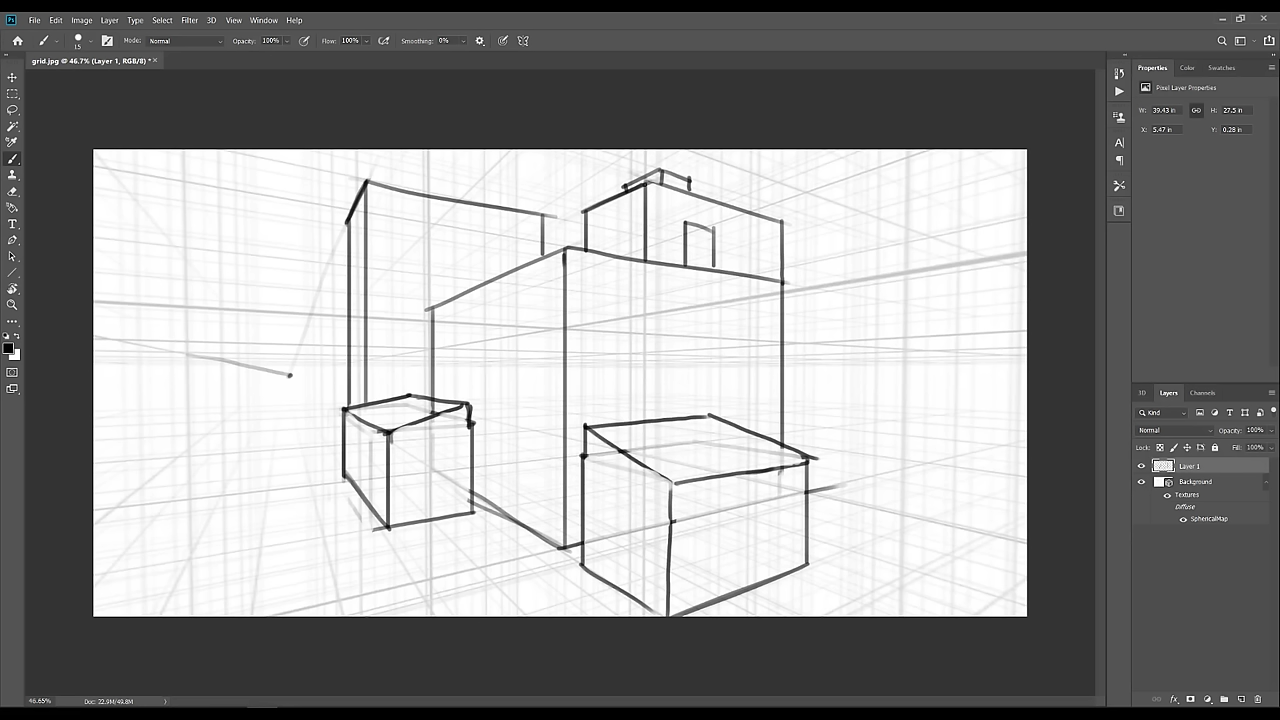 Ps File Edit Image Layer Type Select Filter 3D View Window Help
15 Mode: Normal Opacity: 100% Flow: 100% Smoothing: 0%
grid.jpg @ 46.7% (Layer 1, RGB/8) *
Properties Color Swatches
Pixel Layer Properties
W: 39.43 in H: 27.5 in
X: 5.47 in Y: 0.28 in
3D Layers Channels
Kind
Normal Opacity: 100%
Lock: Fill: 100%
Layer 1
Background
Textures
Diffuse
SphericalMap
fx
46.65% Doc: 22.9M/49.8M